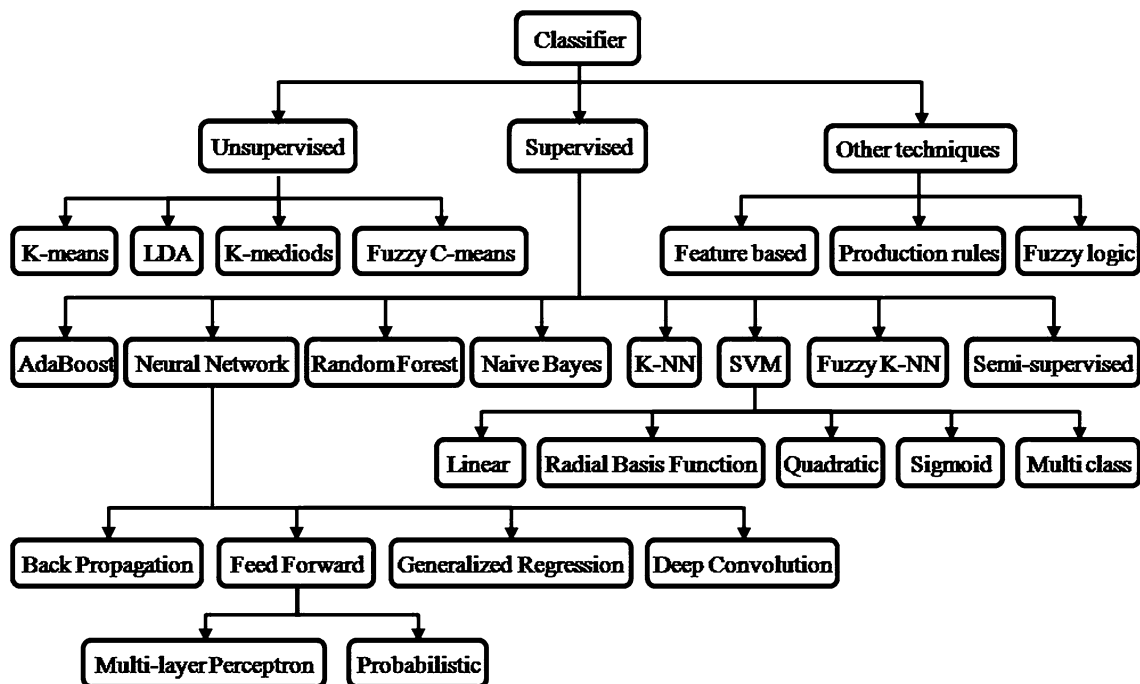 Classifier
Unsupervised
Supervised
Other techniques
K-means
LDA
K-mediods
Fuzzy C-means
Feature based
Production rules
Fuzzy logic
AdaBoost
Neural Network
Random Forest
Naive Bayes
K-NN
SVM
Fuzzy K-NN
Semi-supervised
Linear
Radial Basis Function
Quadratic
Sigmoid
Multi class
Back Propagation
Feed Forward
Generalized Regression
Deep Convolution
Multi-layer Perceptron
Probabilistic